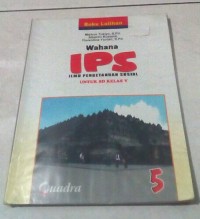 Buku Latihan
Wahana
IPS
ILMU PENGETAHUAN SOSIAL
UNTUK SD KELAS V
Quadra
5